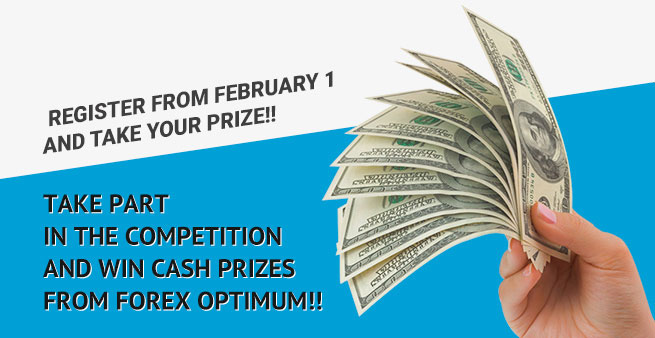 REGISTER FROM FEBRUARY 1
AND TAKE YOUR PRIZE!!
TAKE PART
IN THE COMPETITION
AND WIN CASH PRIZES
FROM FOREX OPTIMUM!!